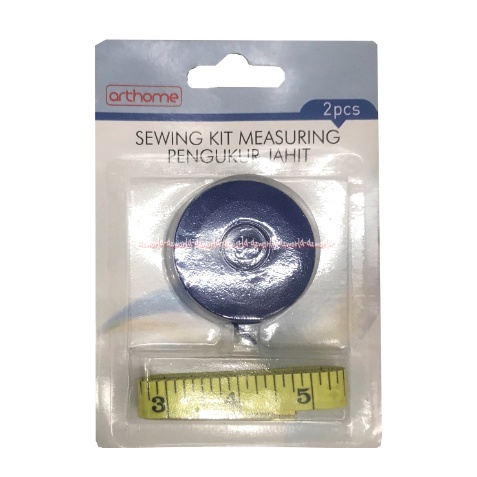 arthome
2pcs
SEWING KIT MEASURING
PENGUKUR JAHIT
3 4 5